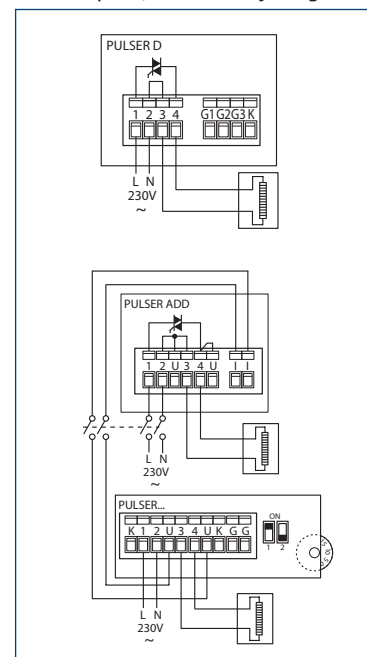 PULSER D
1 2 3 4 G1 G2 G3 K
L N
230V
~
PULSER ADD
1 2 U 3 4 U I I
L N
230V
~
PULSER...
ON
K 1 2 U 3 4 U K G G
1 2
L N
230V
~